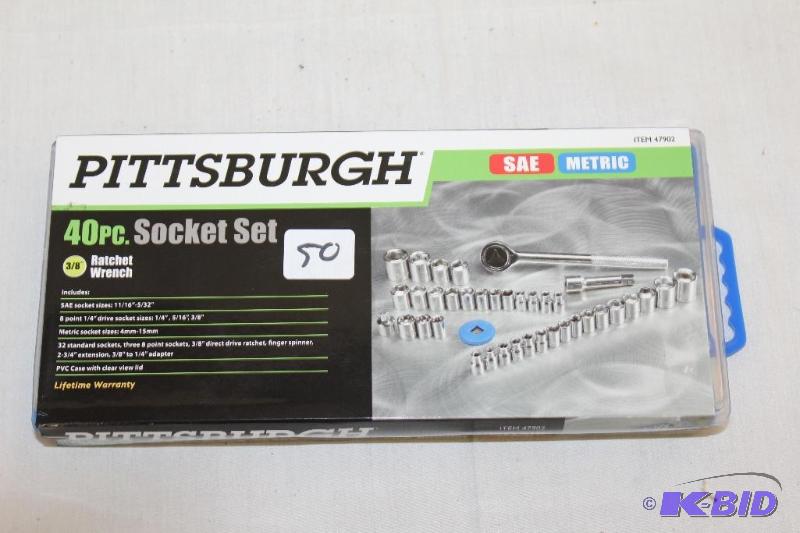 ITEM 47902
PITTSBURGH®
SAE METRIC
40PC. Socket Set
50
3/8" Ratchet Wrench
Includes:
SAE socket sizes: 11/16"-5/32"
8 point 1/4" drive socket sizes: 1/4", 5/16", 3/8"
Metric socket sizes: 4mm-15mm
32 standard sockets, three 8 point sockets, 3/8" direct drive ratchet, finger spinner,
2-3/4" extension, 3/8" to 1/4" adapter
PVC Case with clear view lid
Lifetime Warranty
PITTSBURGH
ITEM 47902
© K-BID